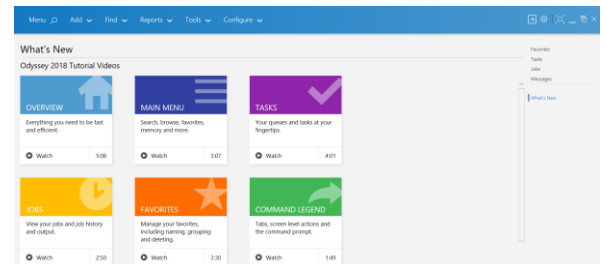 Menu Add Find Reports Tools Configure
What's New
Odyssey 2018 Tutorial Videos
Favorites
Tasks
Jobs
Messages
What's New
OVERVIEW
Everything you need to be fast
and efficient.
Watch 5:08
MAIN MENU
Search, browse, favorites,
memory and more.
Watch 3:07
TASKS
Your queues and tasks at your
fingertips.
Watch 4:01
JOBS
View your jobs and job history
and output.
Watch 2:50
FAVORITES
Manage your favorites,
including naming, grouping
and deleting.
Watch 3:30
COMMAND LEGEND
Tabs, screen level actions and
the command prompt.
Watch 1:49